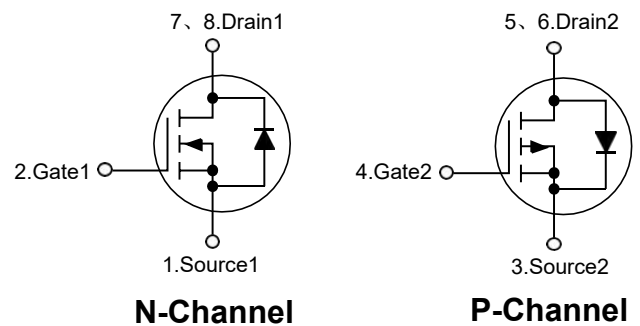 7、8.Drain1
2.Gate1
1.Source1
N-Channel
5、6.Drain2
4.Gate2
3.Source2
P-Channel